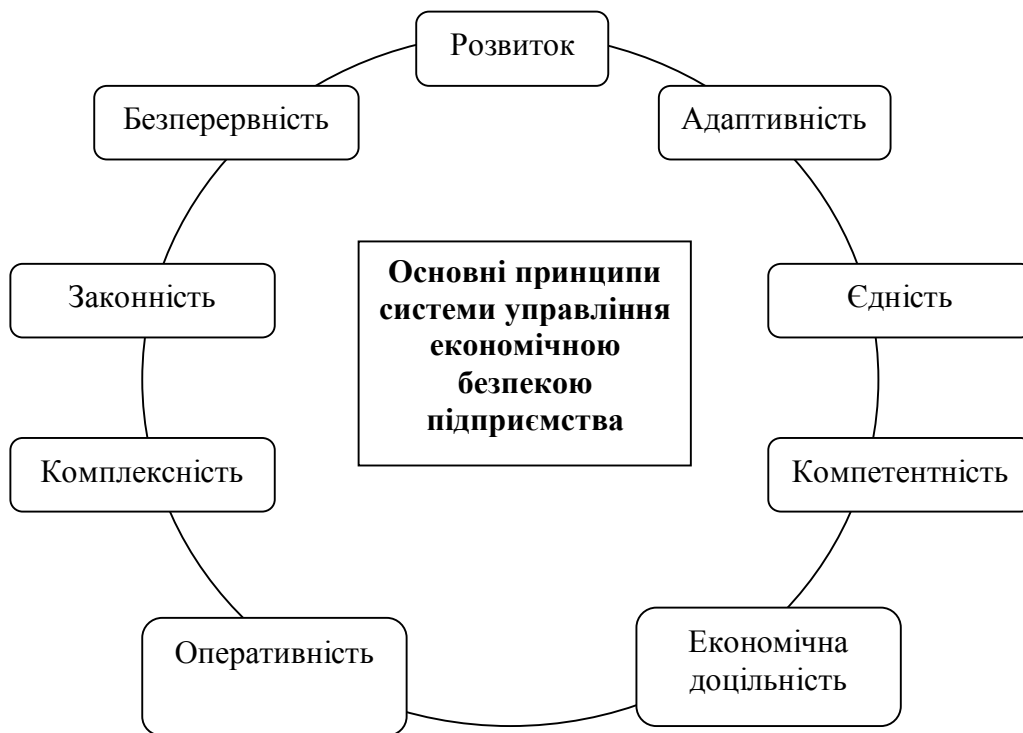 Розвиток
Безперервність
Адаптивність
Основні принципи
системи управління
економічною
безпекою
підприємства
Законність
Єдність
Комплексність
Компетентність
Оперативність
Економічна
доцільність